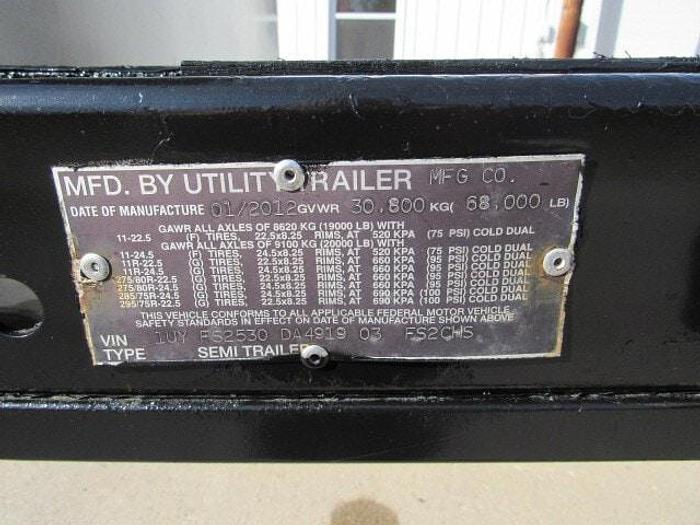 MFD. BY UTILITY TRAILER MFG CO.
DATE OF MANUFACTURE 01/2012 GVWR 30,800 KG( 68,000 LB)
GAWR ALL AXLES OF 8620 KG (19000 LB) WITH
11-22.5 (F) TIRES, 22.5x8.25 RIMS, AT 520 KPA (75 PSI) COLD DUAL
GAWR ALL AXLES OF 9100 KG (20000 LB) WITH
11-24.5 (F) TIRES, 24.5x8.25 RIMS, AT 520 KPA (75 PSI) COLD DUAL
11R-22.5 (G) TIRES, 22.5x8.25 RIMS, AT 660 KPA (95 PSI) COLD DUAL
11R-24.5 (G) TIRES, 24.5x8.25 RIMS, AT 660 KPA (95 PSI) COLD DUAL
275/80R-22.5 (G) TIRES, 22.5x8.25 RIMS, AT 660 KPA (95 PSI) COLD DUAL
275/80R-24.5 (G) TIRES, 24.5x8.25 RIMS, AT 660 KPA (95 PSI) COLD DUAL
285/75R-24.5 (G) TIRES, 24.5x8.25 RIMS, AT 690 KPA (100 PSI) COLD DUAL
295/75R-22.5 (G) TIRES, 22.5x8.25 RIMS, AT 690 KPA (100 PSI) COLD DUAL
THIS VEHICLE CONFORMS TO ALL APPLICABLE FEDERAL MOTOR VEHICLE
SAFETY STANDARDS IN EFFECT ON DATE OF MANUFACTURE SHOWN ABOVE.
VIN 1UY FS2530 DA4919 03 FS2CHS
TYPE SEMI TRAILER